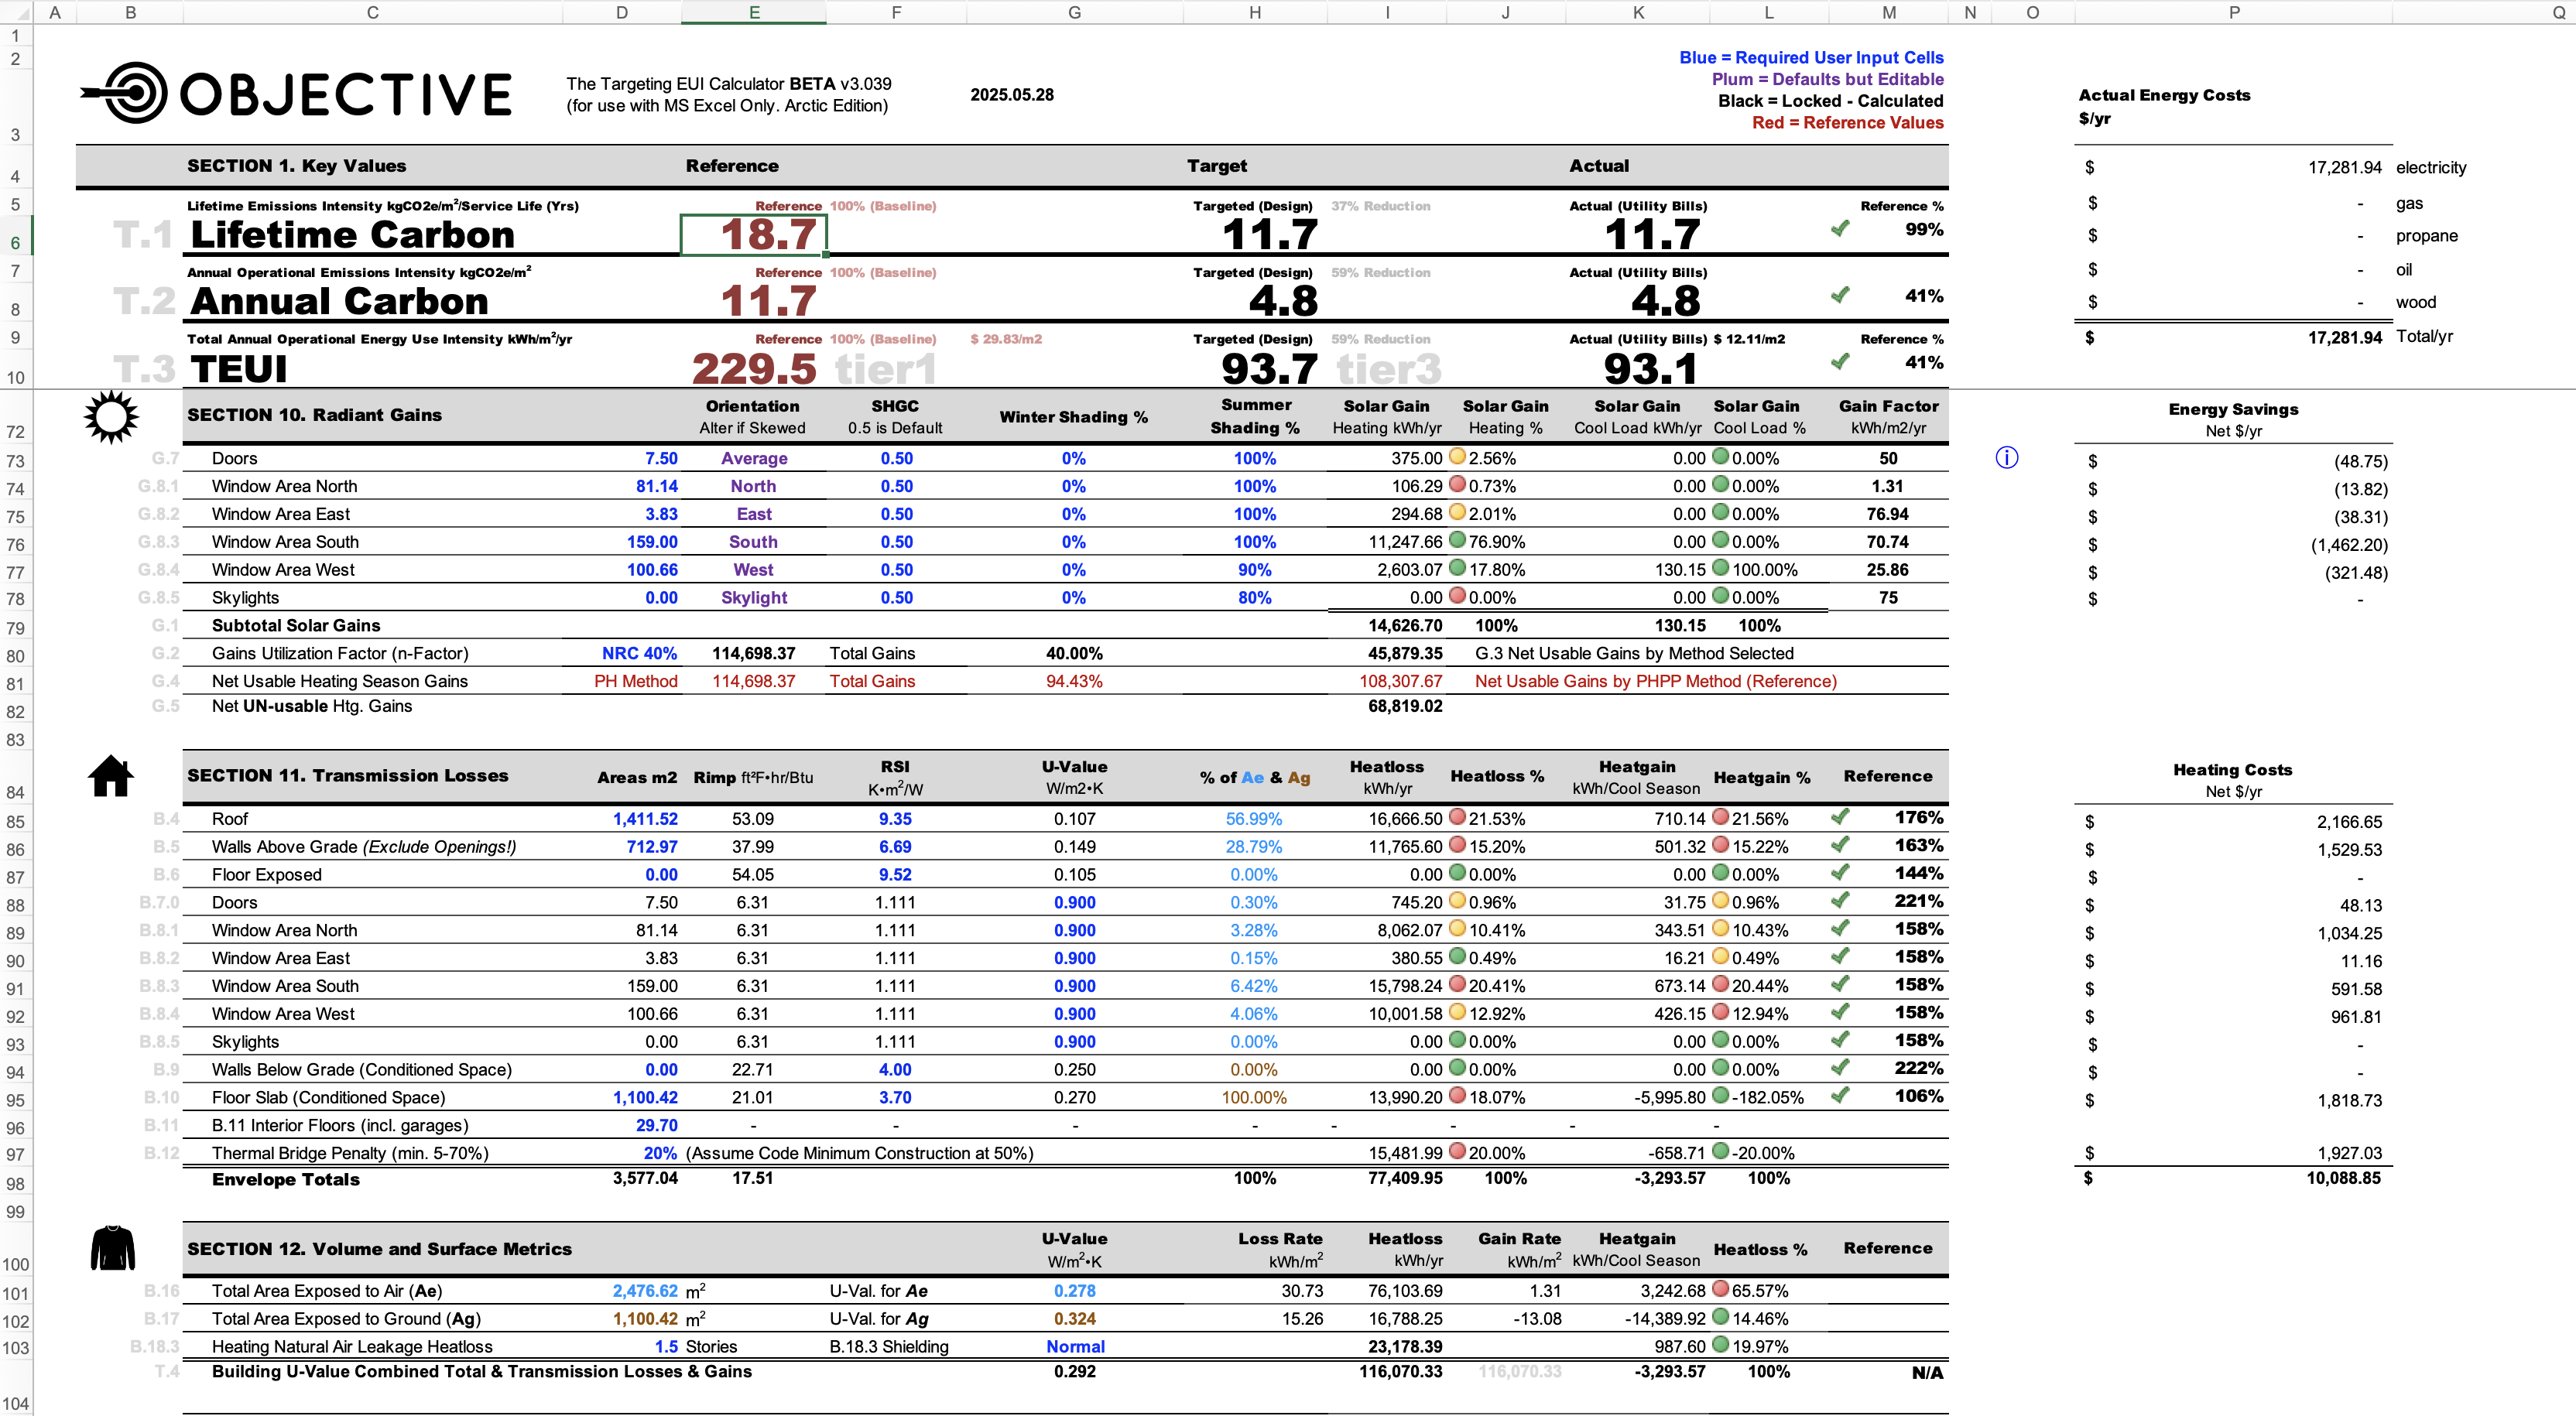 A B C D E F G H I J K L M N O P Q
1
2 Blue = Required User Input Cells
Plum = Defaults but Editable
OBJECTIVE The Targeting EUI Calculator BETA v3.039 2025.05.28 Black = Locked - Calculated Actual Energy Costs
(for use with MS Excel Only. Arctic Edition) Red = Reference Values $/yr
3
4 SECTION 1. Key Values Reference Target Actual $ 17,281.94 electricity
5 Lifetime Emissions Intensity kgCO2e/m2/Service Life (Yrs) Reference 100% (Baseline) Targeted (Design) 37% Reduction Actual (Utility Bills) Reference % $ - gas
6 T.1 Lifetime Carbon 18.7 11.7 11.7 99% $ - propane
7 Annual Operational Emissions Intensity kgCO2e/m2 Reference 100% (Baseline) Targeted (Design) 59% Reduction Actual (Utility Bills) $ - oil
8 T.2 Annual Carbon 11.7 4.8 4.8 41% $ - wood
9 Total Annual Operational Energy Use Intensity kWh/m2/yr Reference 100% (Baseline) $ 29.83/m2 Targeted (Design) 59% Reduction Actual (Utility Bills) $ 12.11/m2 Reference % $ 17,281.94 Total/yr
10 T.3 TEUI 229.5 tier1 93.7 tier3 93.1 41%
72 SECTION 10. Radiant Gains Orientation Alter if Skewed SHGC 0.5 is Default Winter Shading % Summer Shading % Solar Gain Heating kWh/yr Solar Gain Heating % Solar Gain Cool Load kWh/yr Solar Gain Cool Load % Gain Factor kWh/m2/yr Energy Savings Net $/yr
73 G.7 Doors 7.50 Average 0.50 0% 100% 375.00 2.56% 0.00 0.00% 50 i $ (48.75)
74 G.8.1 Window Area North 81.14 North 0.50 0% 100% 106.29 0.73% 0.00 0.00% 1.31 $ (13.82)
75 G.8.2 Window Area East 3.83 East 0.50 0% 100% 294.68 2.01% 0.00 0.00% 76.94 $ (38.31)
76 G.8.3 Window Area South 159.00 South 0.50 0% 100% 11,247.66 76.90% 0.00 0.00% 70.74 $ (1,462.20)
77 G.8.4 Window Area West 100.66 West 0.50 0% 90% 2,603.07 17.80% 130.15 100.00% 25.86 $ (321.48)
78 G.8.5 Skylights 0.00 Skylight 0.50 0% 80% 0.00 0.00% 0.00 0.00% 75 $ -
79 G.1 Subtotal Solar Gains 14,626.70 100% 130.15 100%
80 G.2 Gains Utilization Factor (n-Factor) NRC 40% 114,698.37 Total Gains 40.00% 45,879.35 G.3 Net Usable Gains by Method Selected
81 G.4 Net Usable Heating Season Gains PH Method 114,698.37 Total Gains 94.43% 108,307.67 Net Usable Gains by PHPP Method (Reference)
82 G.5 Net UN-usable Htg. Gains 68,819.02
83
84 SECTION 11. Transmission Losses Areas m2 Rimp ft²F•hr/Btu RSI K•m2/W U-Value W/m2•K % of Ae & Ag Heatloss kWh/yr Heatloss % Heatgain kWh/Cool Season Heatgain % Reference Heating Costs Net $/yr
85 B.4 Roof 1,411.52 53.09 9.35 0.107 56.99% 16,666.50 21.53% 710.14 21.56% 176% $ 2,166.65
86 B.5 Walls Above Grade (Exclude Openings!) 712.97 37.99 6.69 0.149 28.79% 11,765.60 15.20% 501.32 15.22% 163% $ 1,529.53
87 B.6 Floor Exposed 0.00 54.05 9.52 0.105 0.00% 0.00 0.00% 0.00 0.00% 144% $ -
88 B.7.0 Doors 7.50 6.31 1.111 0.900 0.30% 745.20 0.96% 31.75 0.96% 221% $ 48.13
89 B.8.1 Window Area North 81.14 6.31 1.111 0.900 3.28% 8,062.07 10.41% 343.51 10.43% 158% $ 1,034.25
90 B.8.2 Window Area East 3.83 6.31 1.111 0.900 0.15% 380.55 0.49% 16.21 0.49% 158% $ 11.16
91 B.8.3 Window Area South 159.00 6.31 1.111 0.900 6.42% 15,798.24 20.41% 673.14 20.44% 158% $ 591.58
92 B.8.4 Window Area West 100.66 6.31 1.111 0.900 4.06% 10,001.58 12.92% 426.15 12.94% 158% $ 961.81
93 B.8.5 Skylights 0.00 6.31 1.111 0.900 0.00% 0.00 0.00% 0.00 0.00% 158% $ -
94 B.9 Walls Below Grade (Conditioned Space) 0.00 22.71 4.00 0.250 0.00% 0.00 0.00% 0.00 0.00% 222% $ -
95 B.10 Floor Slab (Conditioned Space) 1,100.42 21.01 3.70 0.270 100.00% 13,990.20 18.07% -5,995.80 -182.05% 106% $ 1,818.73
96 B.11 B.11 Interior Floors (incl. garages) 29.70 - - - - - - - -
97 B.12 Thermal Bridge Penalty (min. 5-70%) 20% (Assume Code Minimum Construction at 50%) 15,481.99 20.00% -658.71 -20.00% $ 1,927.03
98 Envelope Totals 3,577.04 17.51 100% 77,409.95 100% -3,293.57 100% $ 10,088.85
99
100 SECTION 12. Volume and Surface Metrics U-Value W/m2•K Loss Rate kWh/m2 Heatloss kWh/yr Gain Rate kWh/m2 Heatgain kWh/Cool Season Heatloss % Reference
101 B.16 Total Area Exposed to Air (Ae) 2,476.62 m2 U-Val. for Ae 0.278 30.73 76,103.69 1.31 3,242.68 65.57%
102 B.17 Total Area Exposed to Ground (Ag) 1,100.42 m2 U-Val. for Ag 0.324 15.26 16,788.25 -13.08 -14,389.92 14.46%
103 B.18.3 Heating Natural Air Leakage Heatloss 1.5 Stories B.18.3 Shielding Normal 23,178.39 987.60 19.97%
T.4 Building U-Value Combined Total & Transmission Losses & Gains 0.292 116,070.33 116,070.33 -3,293.57 100% N/A
104